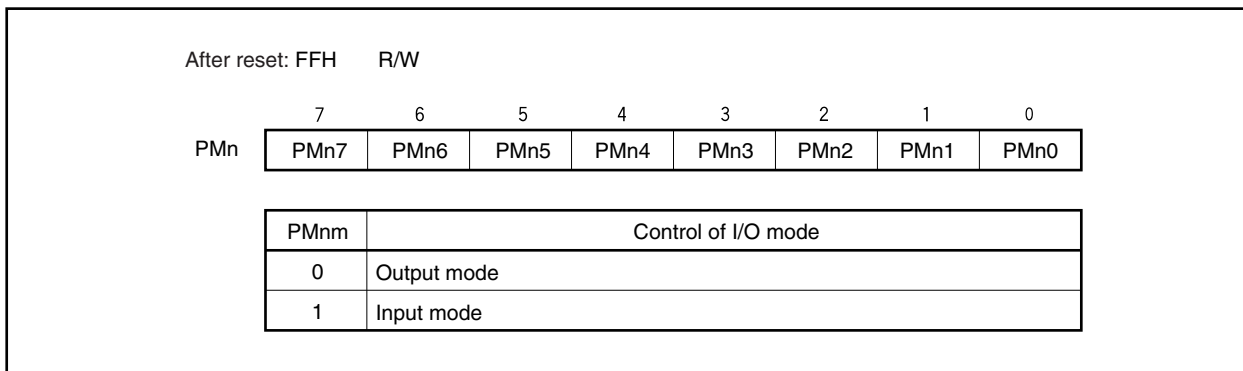 After reset: FFH R/W
7 6 5 4 3 2 1 0
PMn PMn7 PMn6 PMn5 PMn4 PMn3 PMn2 PMn1 PMn0
PMnm Control of I/O mode
0 Output mode
1 Input mode